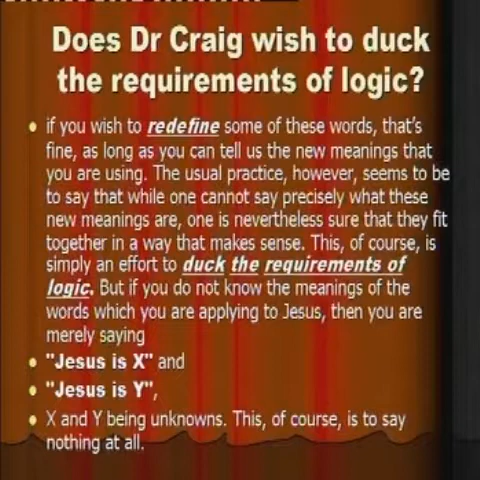 Does Dr Craig wish to duck
the requirements of logic?
• if you wish to redefine some of these words, that's
fine, as long as you can tell us the new meanings that
you are using. The usual practice, however, seems to be
to say that while one cannot say precisely what these
new meanings are, one is nevertheless sure that they fit
together in a way that makes sense. This, of course, is
simply an effort to duck the requirements of
logic. But if you do not know the meanings of the
words which you are applying to Jesus, then you are
merely saying
• "Jesus is X" and
• "Jesus is Y",
• X and Y being unknowns. This, of course, is to say
nothing at all.